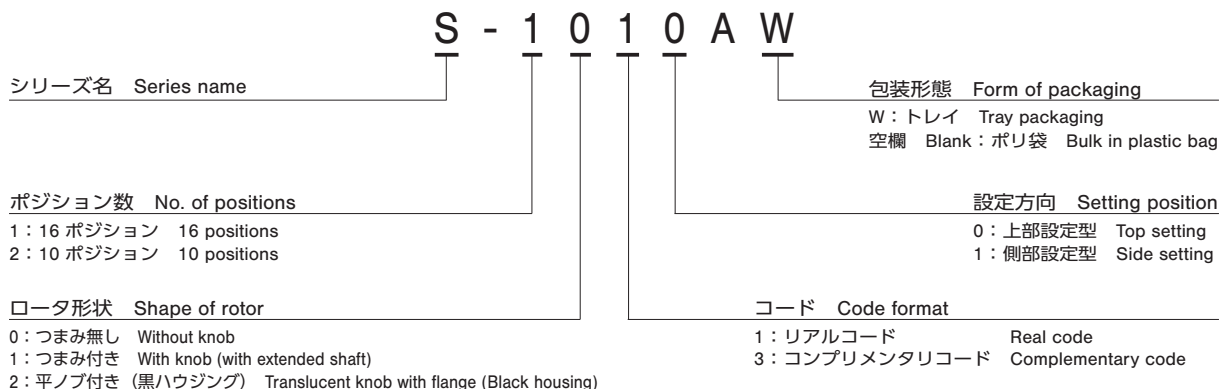 S - 1 0 1 0 A W
シリーズ名 Series name
包装形態 Form of packaging
W：トレイ Tray packaging
空欄 Blank：ポリ袋 Bulk in plastic bag
ポジション数 No. of positions
1：16 ポジション 16 positions
2：10 ポジション 10 positions
設定方向 Setting position
0：上部設定型 Top setting
1：側部設定型 Side setting
ロータ形状 Shape of rotor
0：つまみ無し Without knob
1：つまみ付き With knob (with extended shaft)
2：平ノブ付き（黒ハウジング） Translucent knob with flange (Black housing)
コード Code format
1：リアルコード Real code
3：コンプリメンタリコード Complementary code